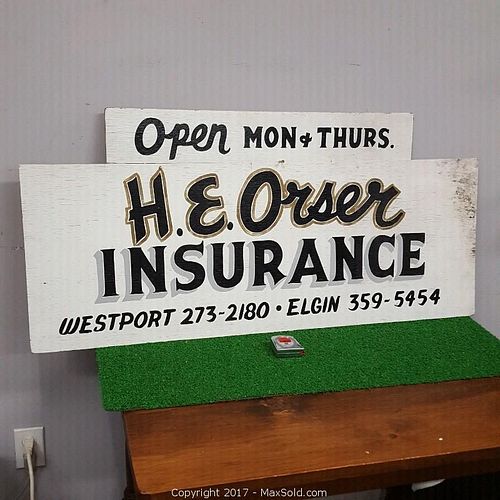 Open MON & THURS.
H.E. Orser
INSURANCE
WESTPORT 273-2180 • ELGIN 359-5454
Copyright 2017 - MaxSold.com